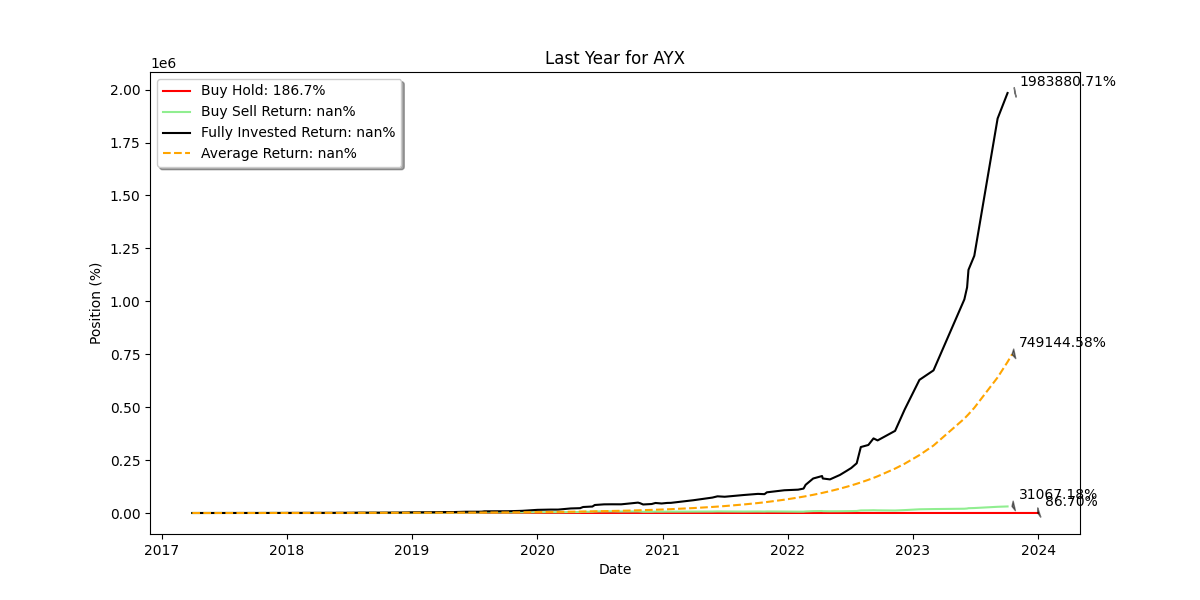 Last Year for AYX
1e6
Buy Hold: 186.7%
Buy Sell Return: nan%
Fully Invested Return: nan%
Average Return: nan%
2.00
1.75
1.50
1.25
1.00
0.75
0.50
0.25
0.00
Position (%)
1983880.71%
749144.58%
31067.18%
86.70%
2017 2018 2019 2020 2021 2022 2023 2024
Date